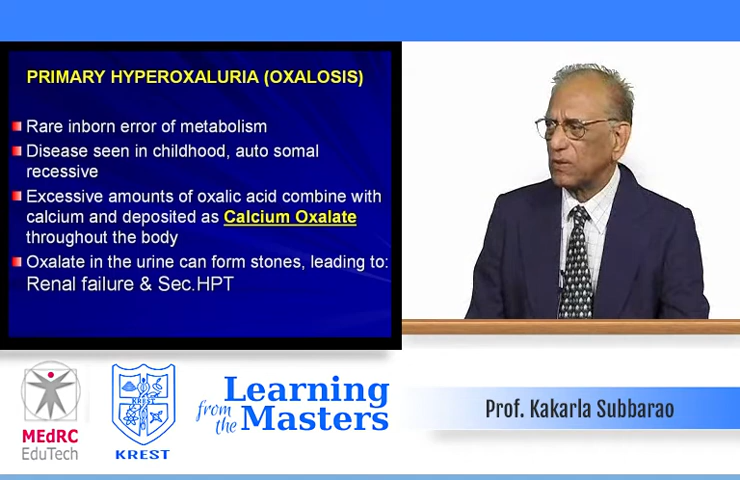 PRIMARY HYPEROXALURIA (OXALOSIS)
Rare inborn error of metabolism
Disease seen in childhood, auto somal
recessive
Excessive amounts of oxalic acid combine with
calcium and deposited as Calcium Oxalate
throughout the body
Oxalate in the urine can form stones, leading to:
Renal failure & Sec.HPT
MEdRC
EduTech
KREST
KREST
Learning
from the
Masters
Prof. Kakarla Subbarao